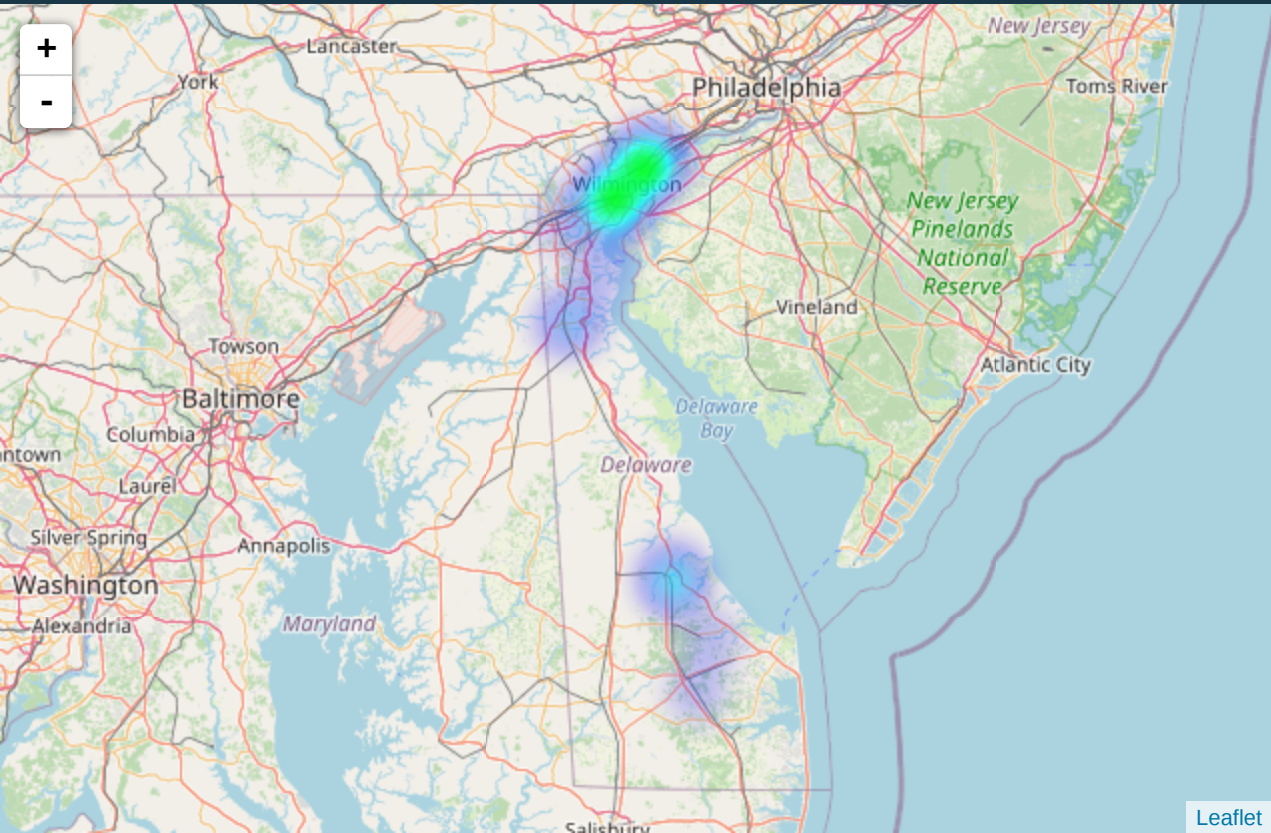 +
-
New Jersey
Lancaster
York
Philadelphia
Toms River
Wilmington
New Jersey
Pinelands
National
Reserve
Vineland
Towson
Atlantic City
Baltimore
Delaware
Bay
Columbia
antown
Delaware
Laurel
Silver Spring
Annapolis
Washington
Maryland
Alexandria
Leaflet
Salisbury